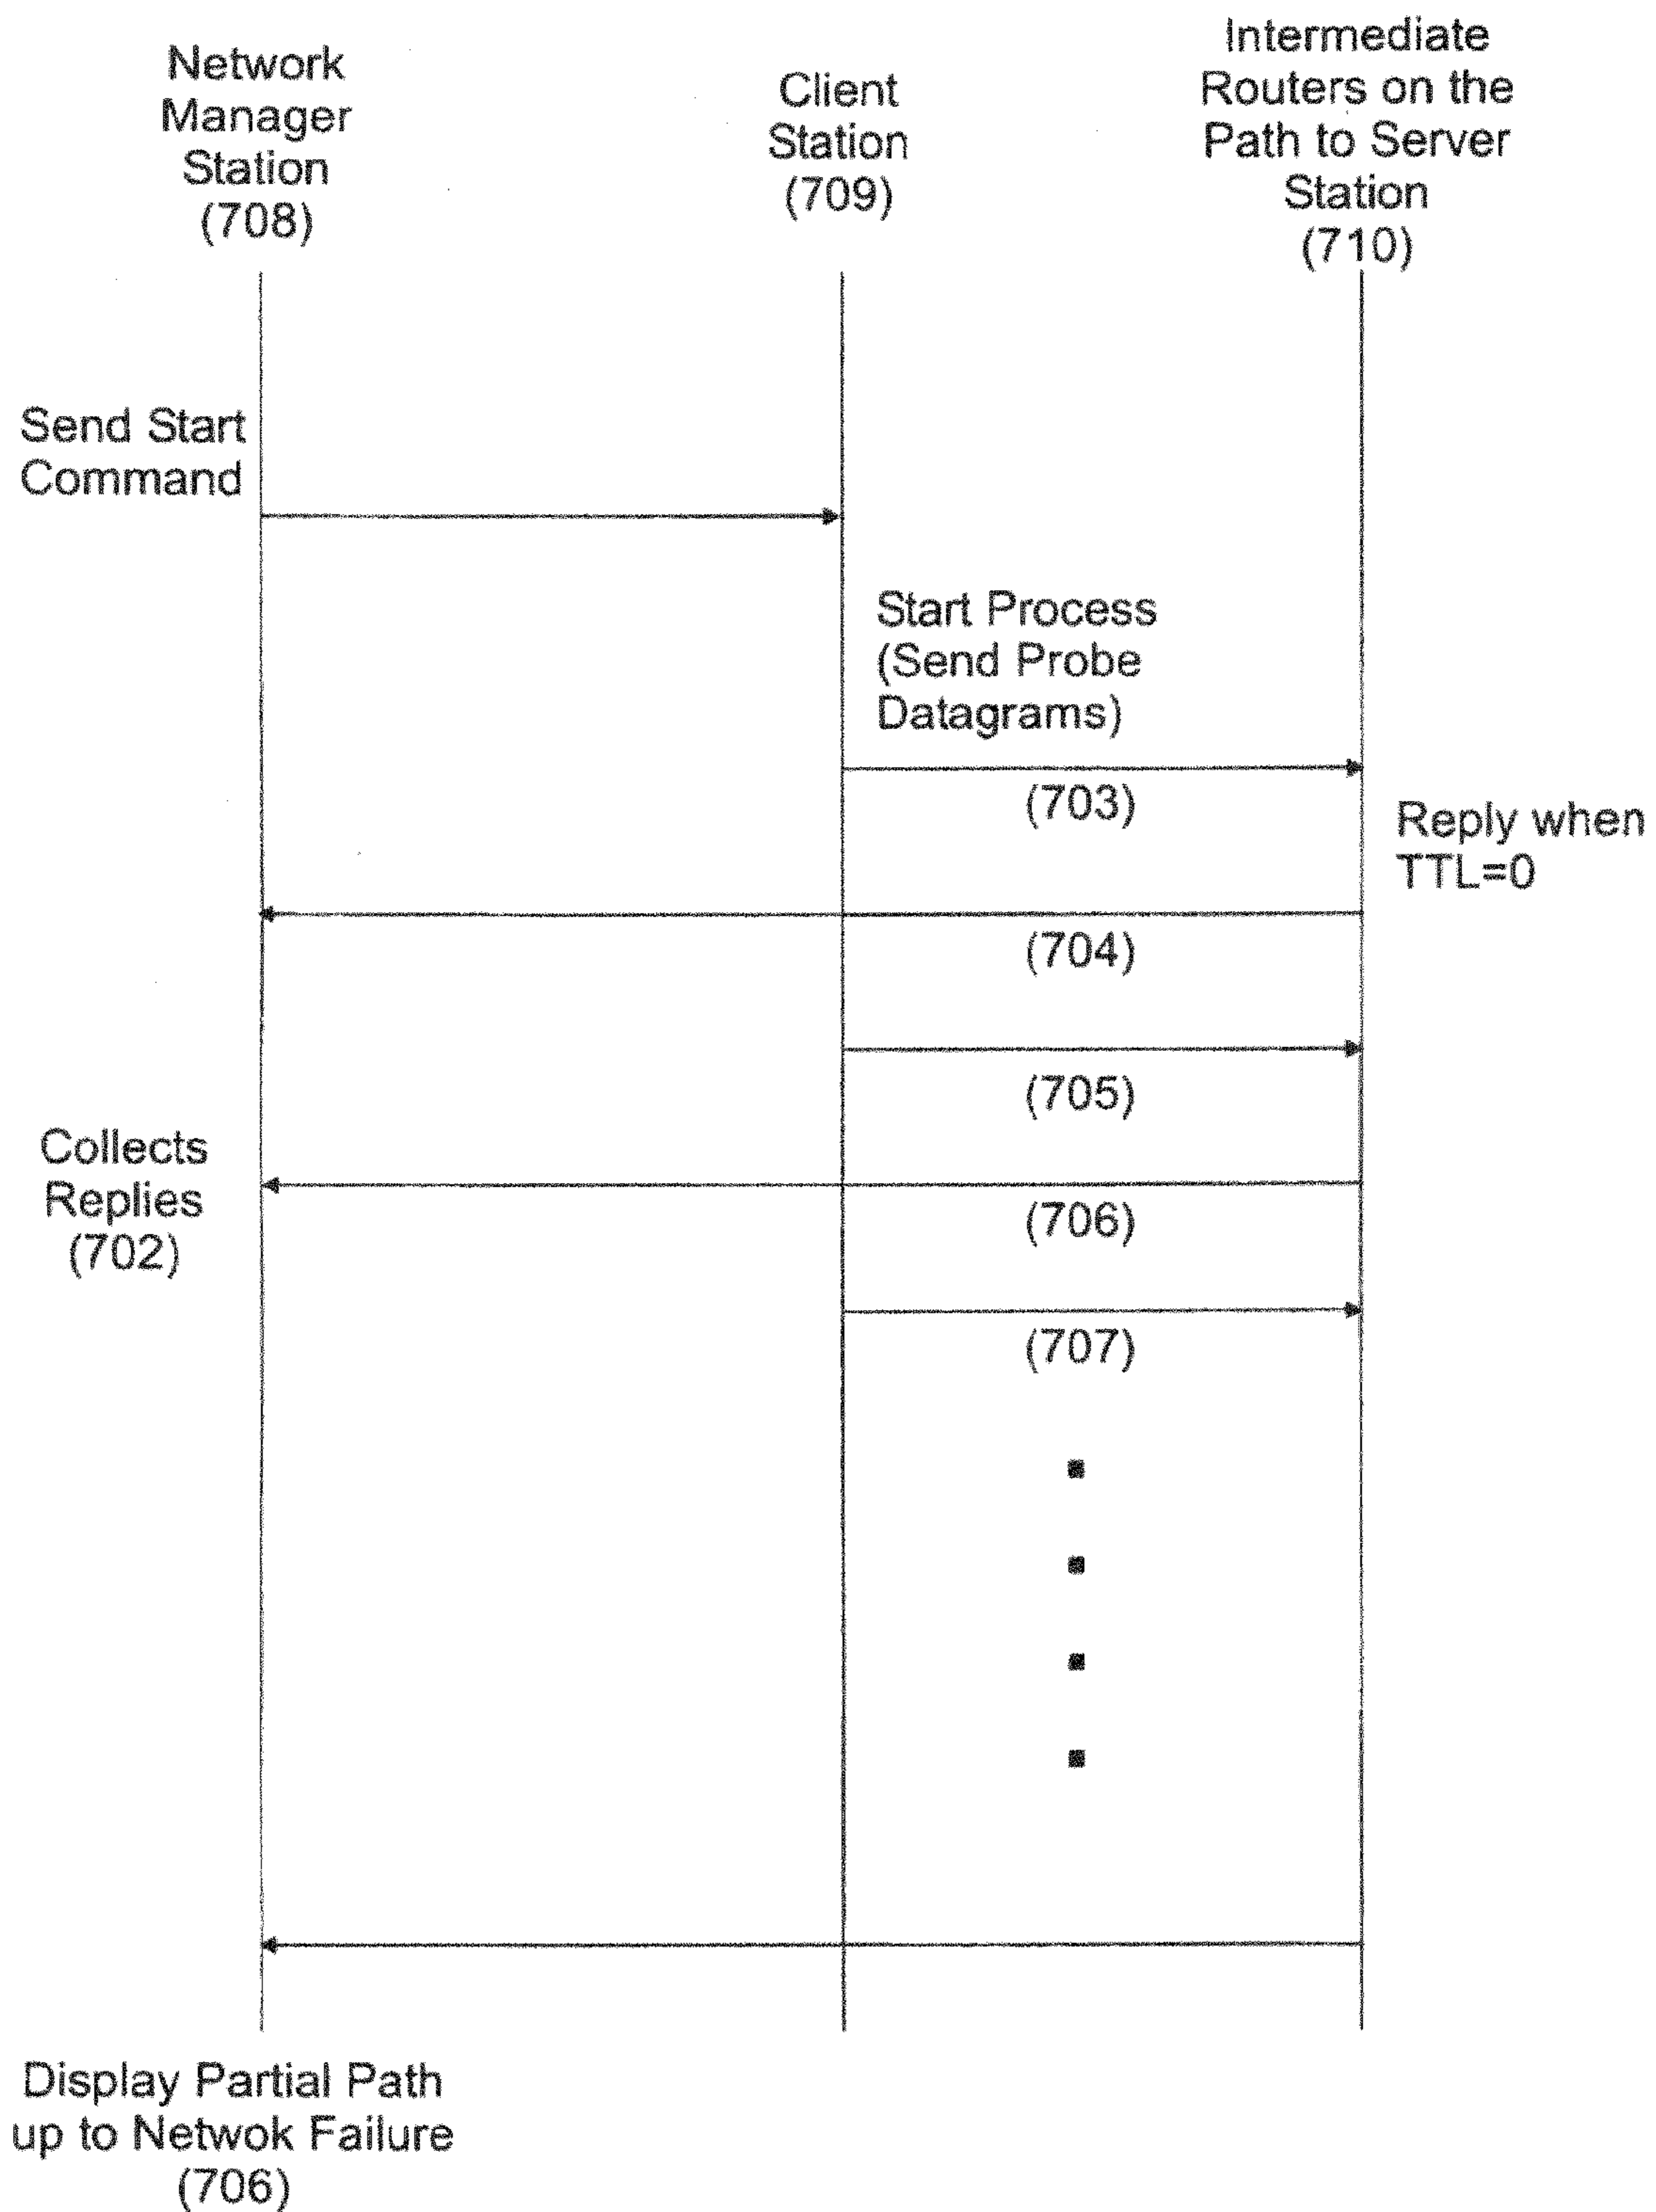 Network
Manager
Station
(708)
Client
Station
(709)
Intermediate
Routers on the
Path to Server
Station
(710)
Send Start
Command
Start Process
(Send Probe
Datagrams)
(703)
Reply when
TTL=0
(704)
(705)
Collects
Replies
(702)
(706)
(707)
Display Partial Path
up to Netwok Failure
(706)